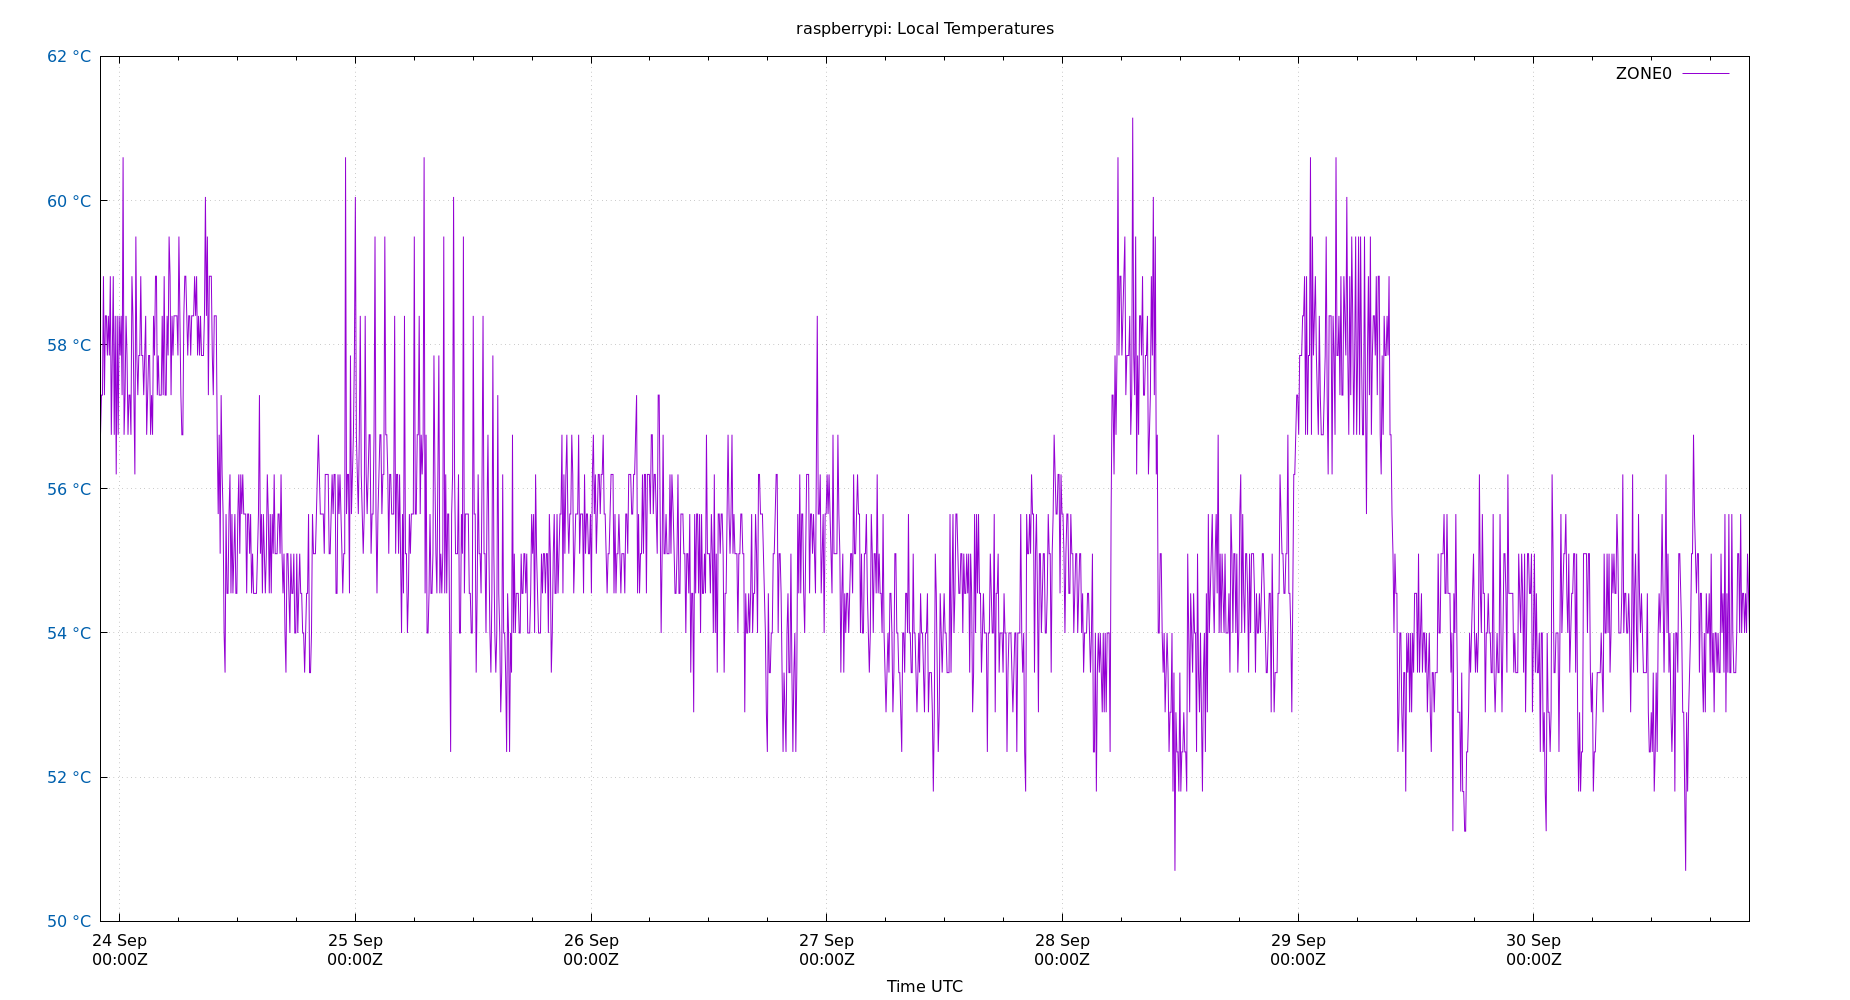 raspberrypi: Local Temperatures
62 °C
ZONE0
60 °C
58 °C
56 °C
54 °C
52 °C
50 °C
24 Sep
00:00Z
25 Sep
00:00Z
26 Sep
00:00Z
27 Sep
00:00Z
28 Sep
00:00Z
29 Sep
00:00Z
30 Sep
00:00Z
Time UTC